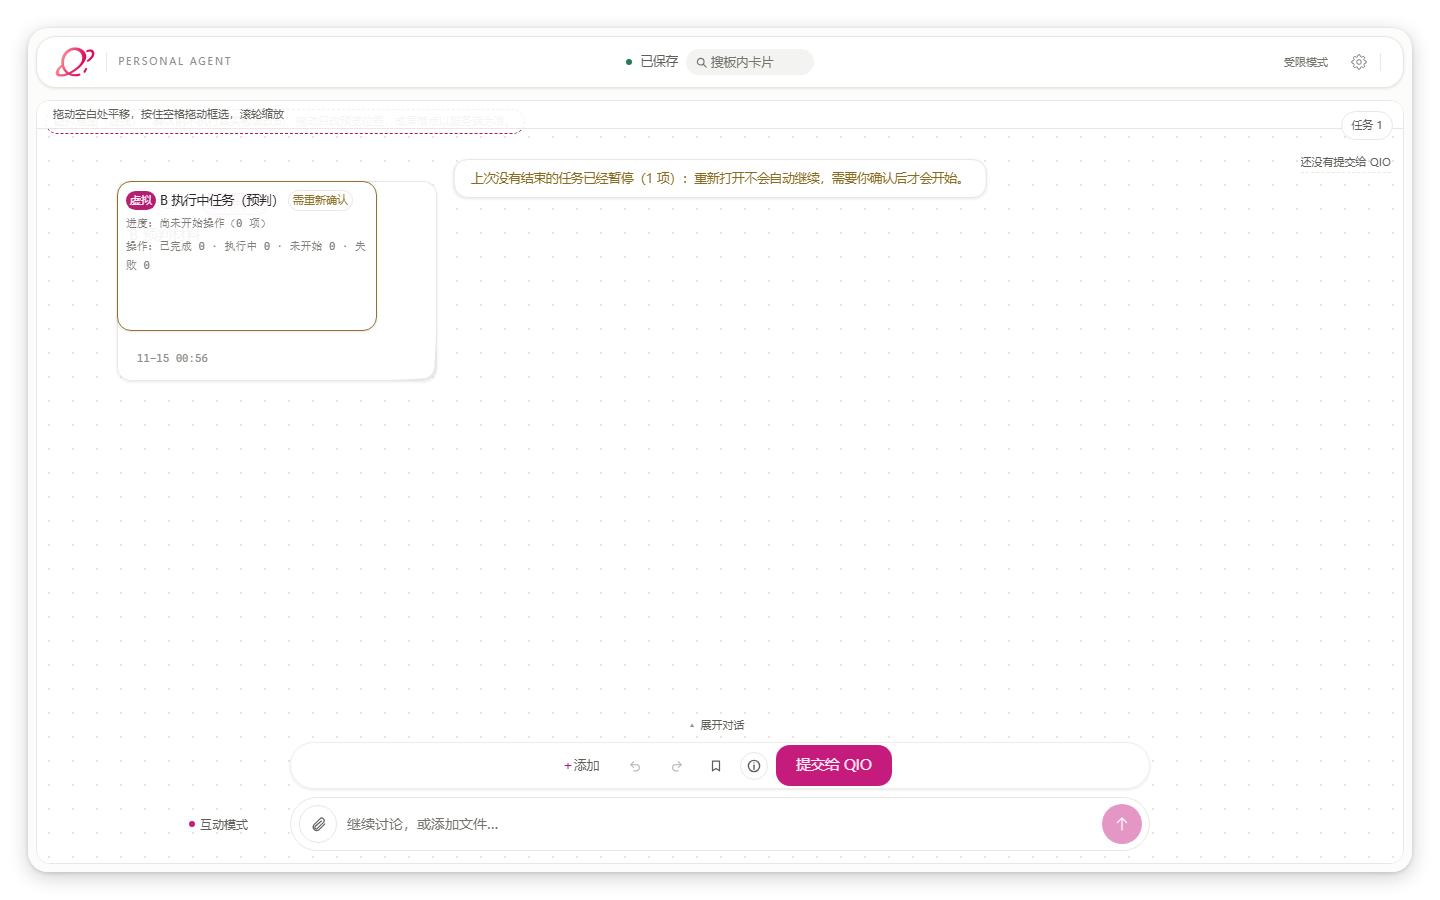 PERSONAL AGENT
已保存
搜板内卡片
受限模式
拖动空白处平移，按住空格拖动框选，滚轮缩放
任务 1
还没有提交给 QIO
上次没有结束的任务已经暂停（1 项）：重新打开不会自动继续，需要你确认后才会开始。
虚拟 B 执行中任务（预判） 需重新确认
进度：尚未开始操作（0 项）
操作：已完成 0 · 执行中 0 · 未开始 0 · 失
败 0
11-15 00:56
展开对话
+添加
提交给 QIO
互动模式
继续讨论，或添加文件...